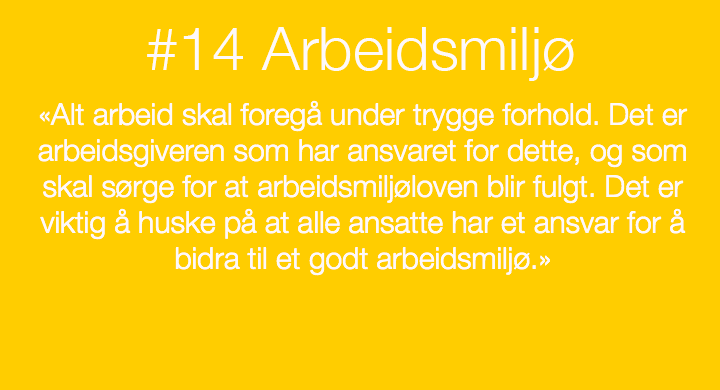 #14 Arbeidsmiljø
«Alt arbeid skal foregå under trygge forhold. Det er
arbeidsgiveren som har ansvaret for dette, og som
skal sørge for at arbeidsmiljøloven blir fulgt. Det er
viktig å huske på at alle ansatte har et ansvar for å
bidra til et godt arbeidsmiljø.»